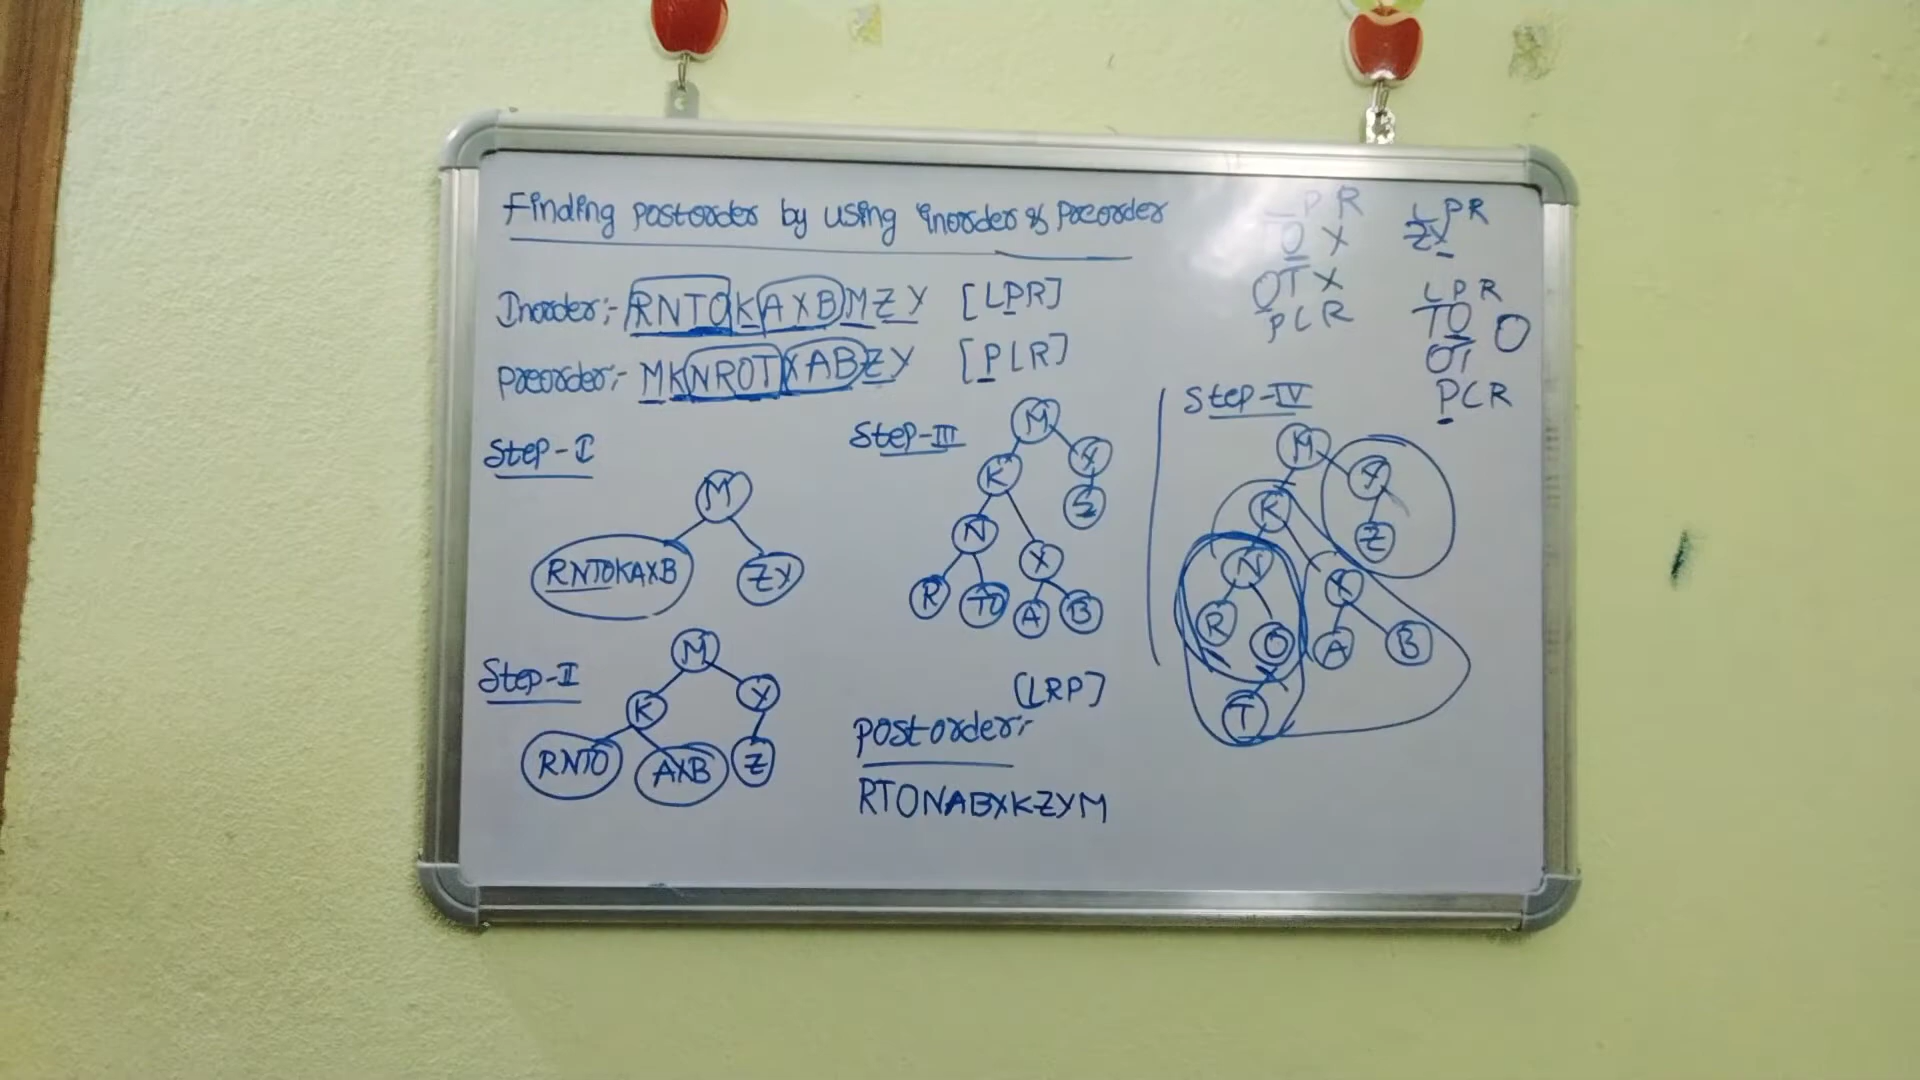 Finding postorder by using inorder & Preorder
Inorder:- RNTOKAXBMZY [LPR]
preorder:- MKNROTXABZY [PLR]
Step-I
M
RNTOKAXB
ZY
Step-II
M
K
Y
RNTO
AXB
Z
Step-III
M
K
Y
N
X
R
TO
A
B
[LRP]
postorder:-
RTONABXKZYM
PR
TO X
OT X
PLR
LPR
ZY
LPR
TO O
OT
PLR
Step-IV
M
K
Y
Z
N
X
R
O
A
B
T